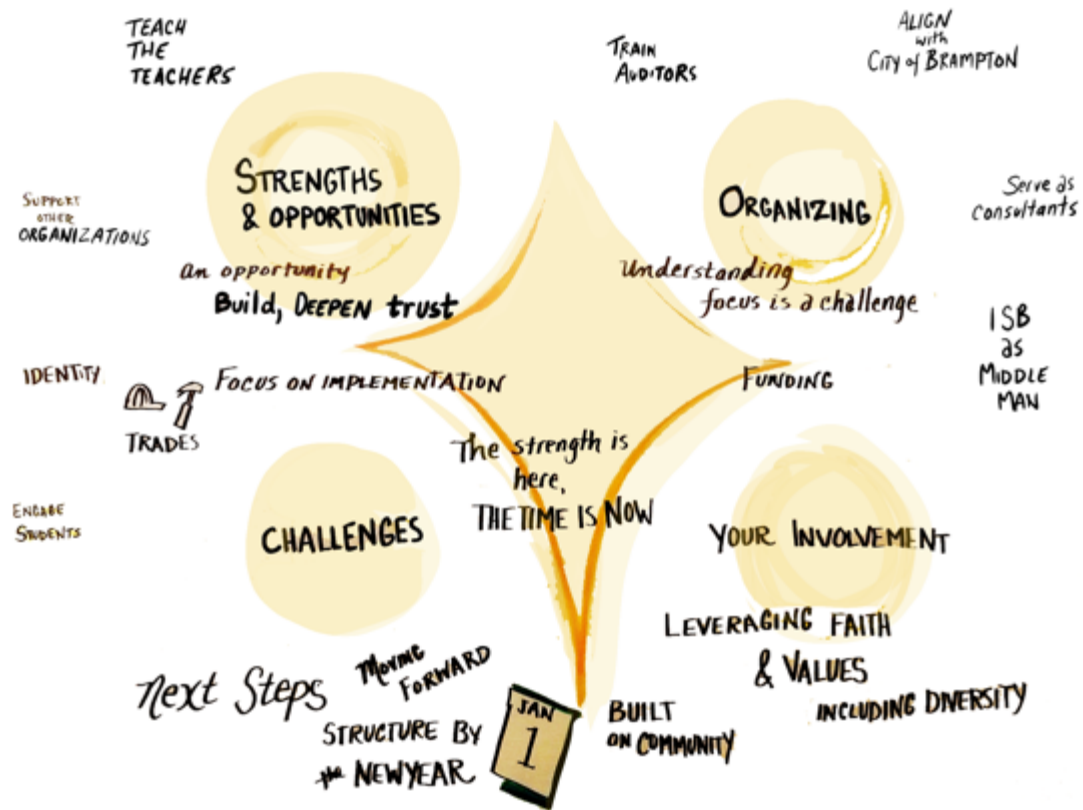 TEACH
THE
TEACHERS
TRAIN
AUDITORS
ALIGN
with
CITY of BRAMPTON
STRENGTHS
& OPPORTUNITIES
ORGANIZING
SUPPORT
OTHER
ORGANIZATIONS
Serve as
Consultants
An opportunity
Build, DEEPEN trust
Understanding
focus is a challenge
ISB
as
MIDDLE
MAN
IDENTITY
TRADES
FOCUS ON IMPLEMENTATION
FUNDING
The strength is
here,
THE TIME IS NOW
ENGAGE
STUDENTS
CHALLENGES
YOUR INVOLVEMENT
LEVERAGING FAITH
& VALUES
INCLUDING DIVERSITY
Next Steps
MOVING
FORWARD
STRUCTURE BY
the NEW YEAR
JAN
1
BUILT
ON COMMUNITY